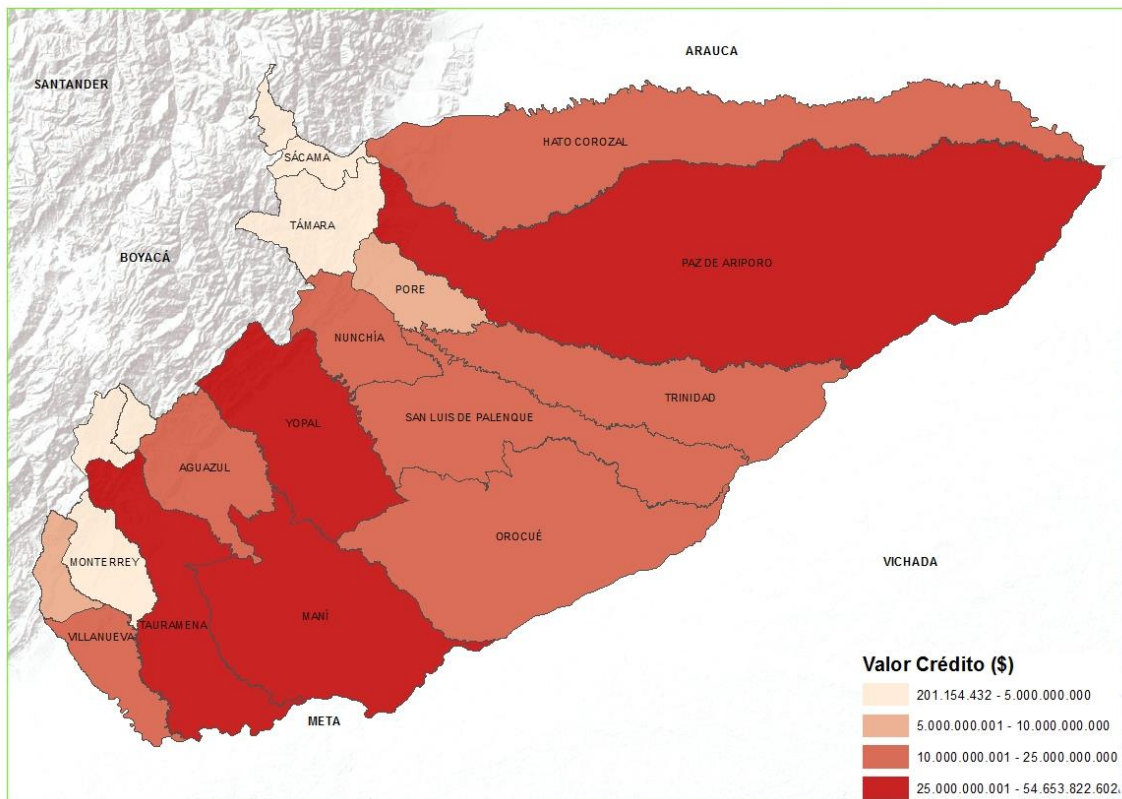 ARAUCA
SANTANDER
HATO COROZAL
SÁCAMA
TÁMARA
BOYACÁ
PAZ DE ARIPORO
PORE
NUNCHÍA
TRINIDAD
SAN LUIS DE PALENQUE
YOPAL
AGUAZUL
OROCUÉ
MONTERREY
VICHADA
MANÍ
TAURAMENA
VILLANUEVA
META
Valor Crédito ($)
201.154.432 - 5.000.000.000
5.000.000.001 - 10.000.000.000
10.000.000.001 - 25.000.000.000
25.000.000.001 - 54.653.822.602